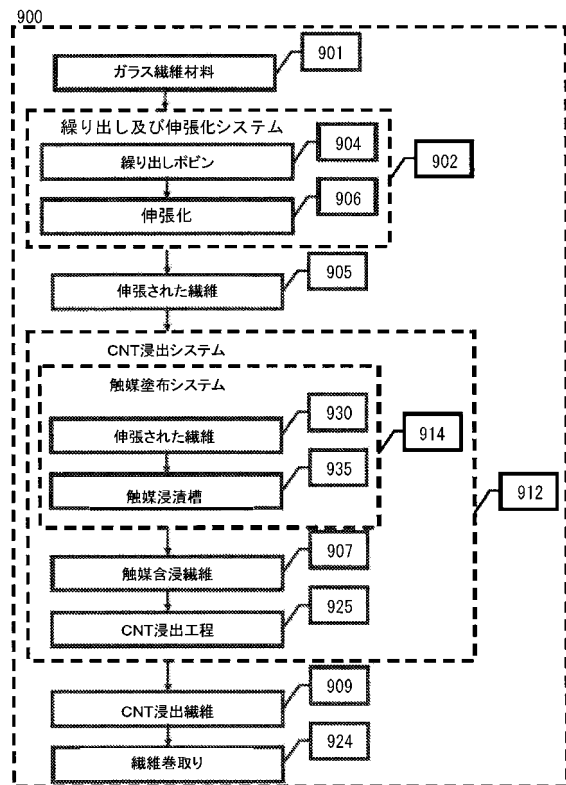 900
ガラス繊維材料
901
繰り出し及び伸張化システム
繰り出しボビン
904
902
伸張化
906
伸張された繊維
905
CNT浸出システム
触媒塗布システム
伸張された繊維
930
914
触媒浸漬槽
935
912
触媒含浸繊維
907
CNT浸出工程
925
CNT浸出繊維
909
繊維巻取り
924